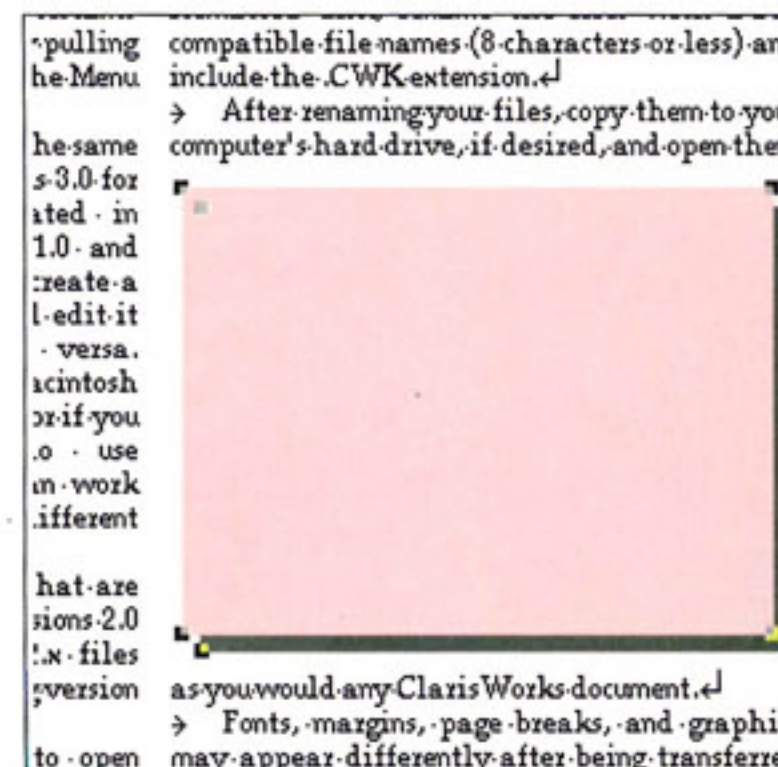 pulling
he Menu
he same
s 3.0 for
ated in
1.0 and
create a
l edit it
versa.
acintosh
or if you
o use
an work
ifferent
hat are
sions 2.0
.x files
version
to open
compatible file names (8 characters or less) an
include the .CWK extension.↵
→ After renaming your files, copy them to you
computer's hard drive, if desired, and open the
as you would any ClarisWorks document.↵
→ Fonts, margins, page breaks, and graphi
may appear differently after being transferre